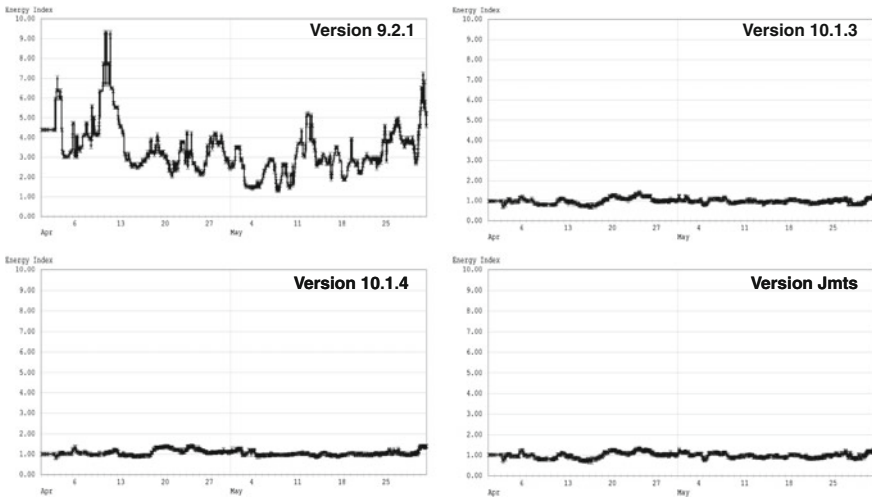 Energy Index
Version 9.2.1
10.00
9.00
8.00
7.00
6.00
5.00
4.00
3.00
2.00
1.00
0.00
6 13 20 27 4 11 18 25
Apr May
Energy Index
Version 10.1.3
10.00
9.00
8.00
7.00
6.00
5.00
4.00
3.00
2.00
1.00
0.00
6 13 20 27 4 11 18 25
Apr May
Energy Index
Version 10.1.4
10.00
9.00
8.00
7.00
6.00
5.00
4.00
3.00
2.00
1.00
0.00
6 13 20 27 4 11 18 25
Apr May
Energy Index
Version Jmts
10.00
9.00
8.00
7.00
6.00
5.00
4.00
3.00
2.00
1.00
0.00
6 13 20 27 4 11 18 25
Apr May